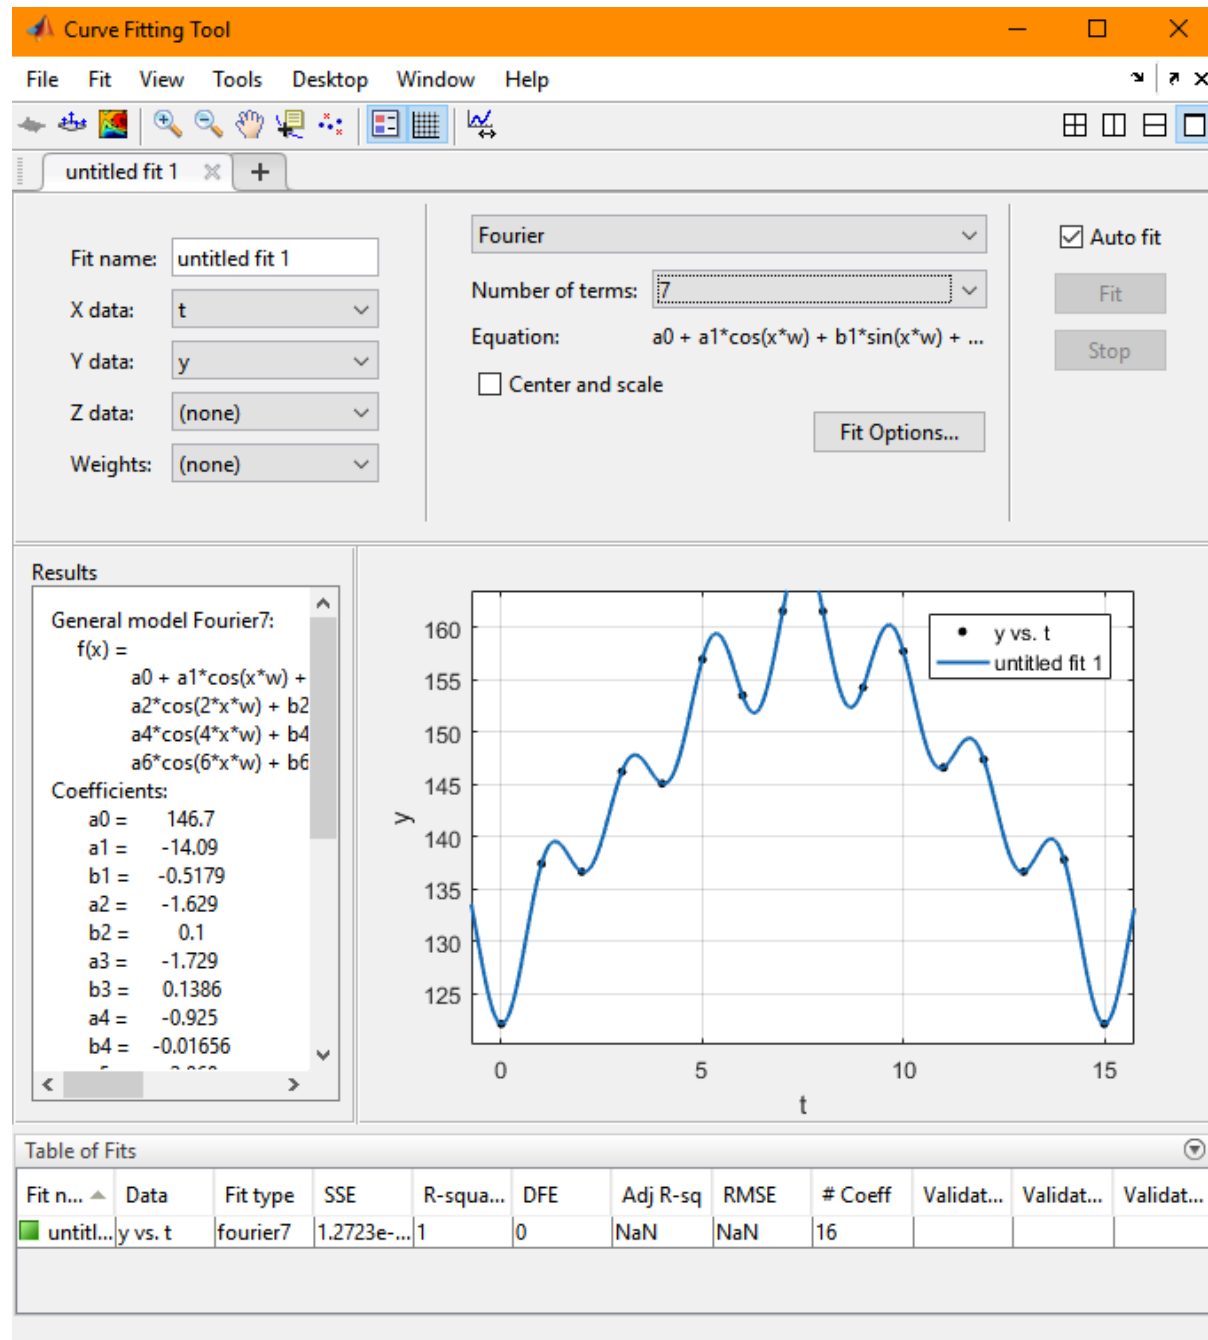 Curve Fitting Tool
File Fit View Tools Desktop Window Help
untitled fit 1
Fit name: untitled fit 1
X data: t
Y data: y
Z data: (none)
Weights: (none)
Fourier
Number of terms: 7
Equation: a0 + a1*cos(x*w) + b1*sin(x*w) + ...
Center and scale
Fit Options...
Auto fit
Fit
Stop
Results
General model Fourier7:
f(x) =
a0 + a1*cos(x*w) +
a2*cos(2*x*w) + b2
a4*cos(4*x*w) + b4
a6*cos(6*x*w) + b6
Coefficients:
a0 = 146.7
a1 = -14.09
b1 = -0.5179
a2 = -1.629
b2 = 0.1
a3 = -1.729
b3 = 0.1386
a4 = -0.925
b4 = -0.01656
160
155
150
145
140
135
130
125
y
0 5 10 15
t
y vs. t
untitled fit 1
Table of Fits
Fit n... Data Fit type SSE R-squa... DFE Adj R-sq RMSE # Coeff Validat... Validat... Validat...
untitl... y vs. t fourier7 1.2723e-... 1 0 NaN NaN 16